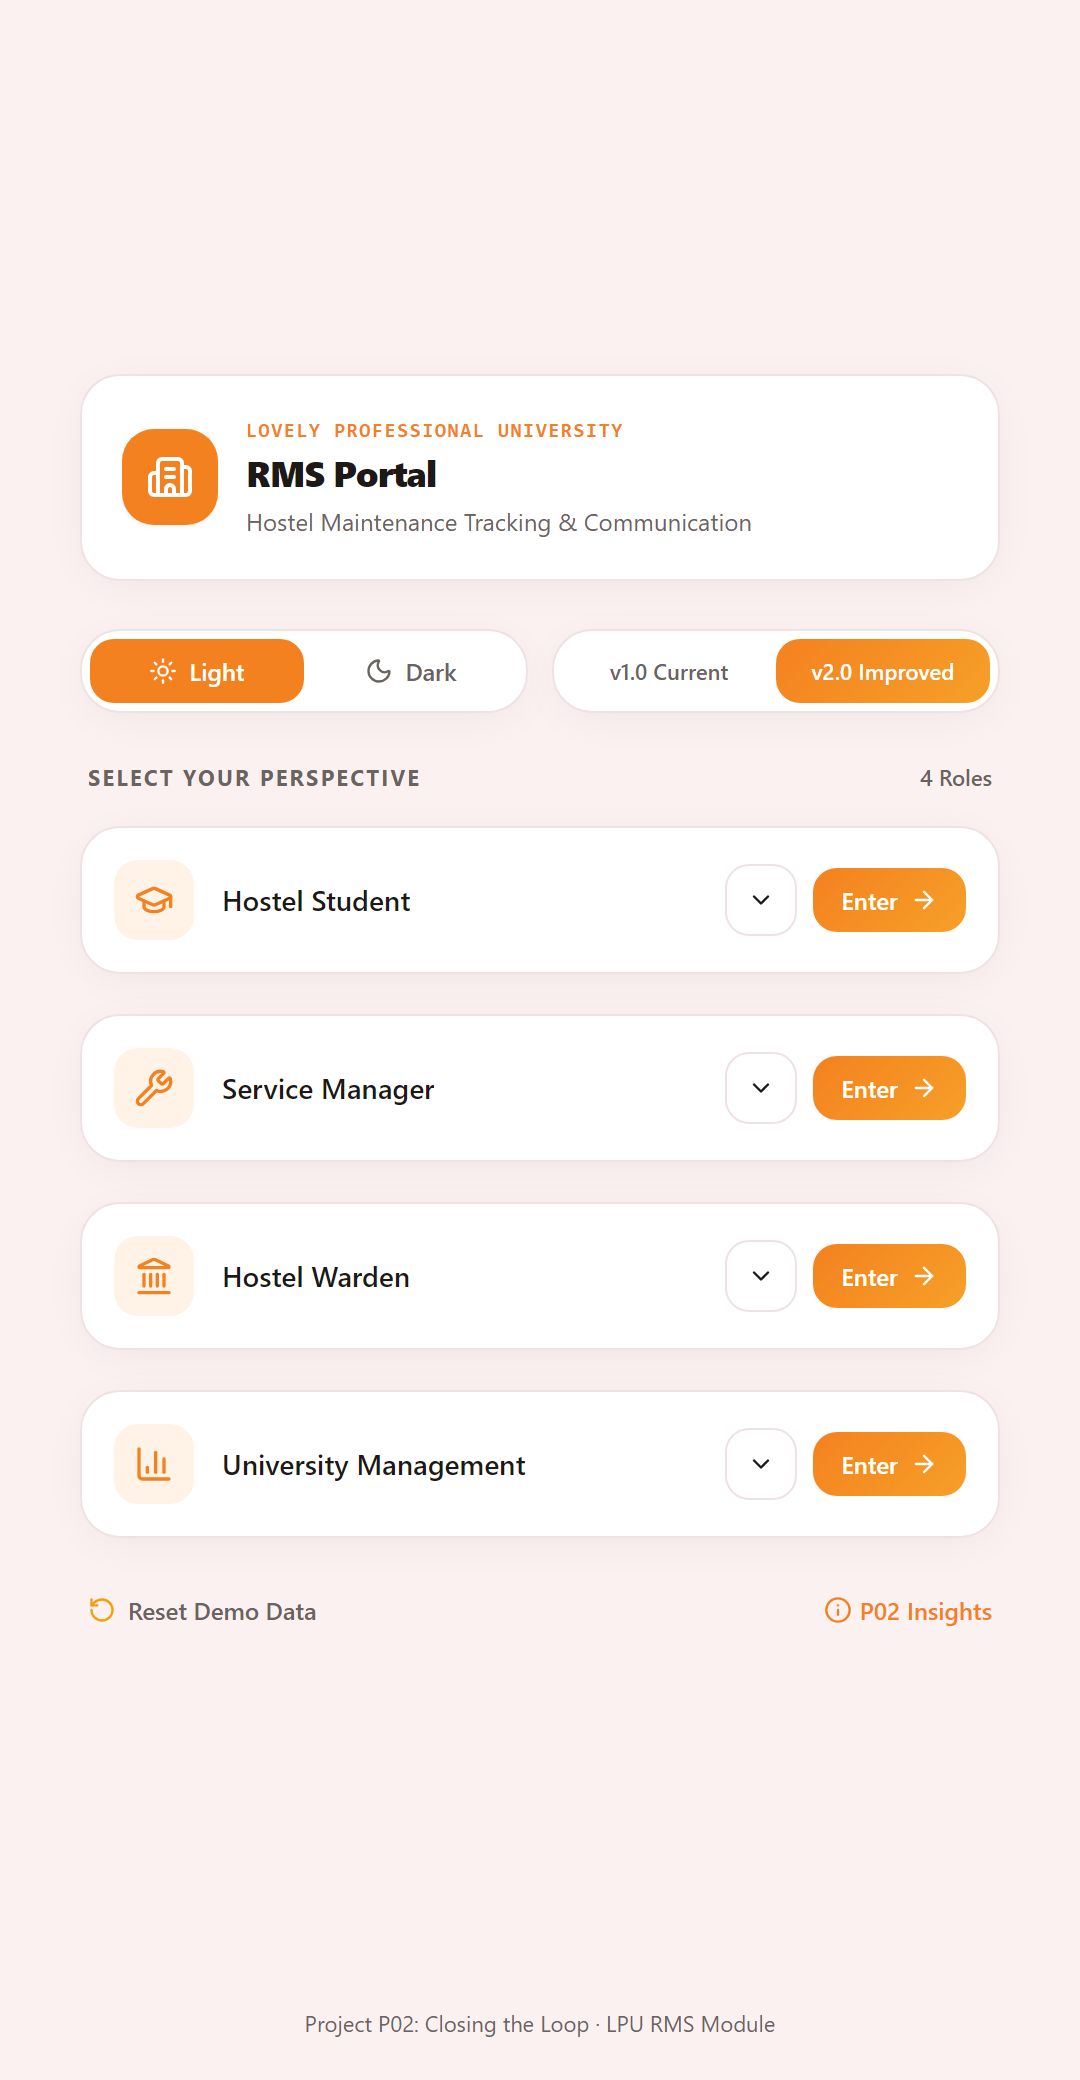 LOVELY PROFESSIONAL UNIVERSITY
RMS Portal
Hostel Maintenance Tracking & Communication
Light
Dark
v1.0 Current
v2.0 Improved
SELECT YOUR PERSPECTIVE
4 Roles
Hostel Student
Enter
Service Manager
Enter
Hostel Warden
Enter
University Management
Enter
Reset Demo Data
P02 Insights
Project P02: Closing the Loop · LPU RMS Module